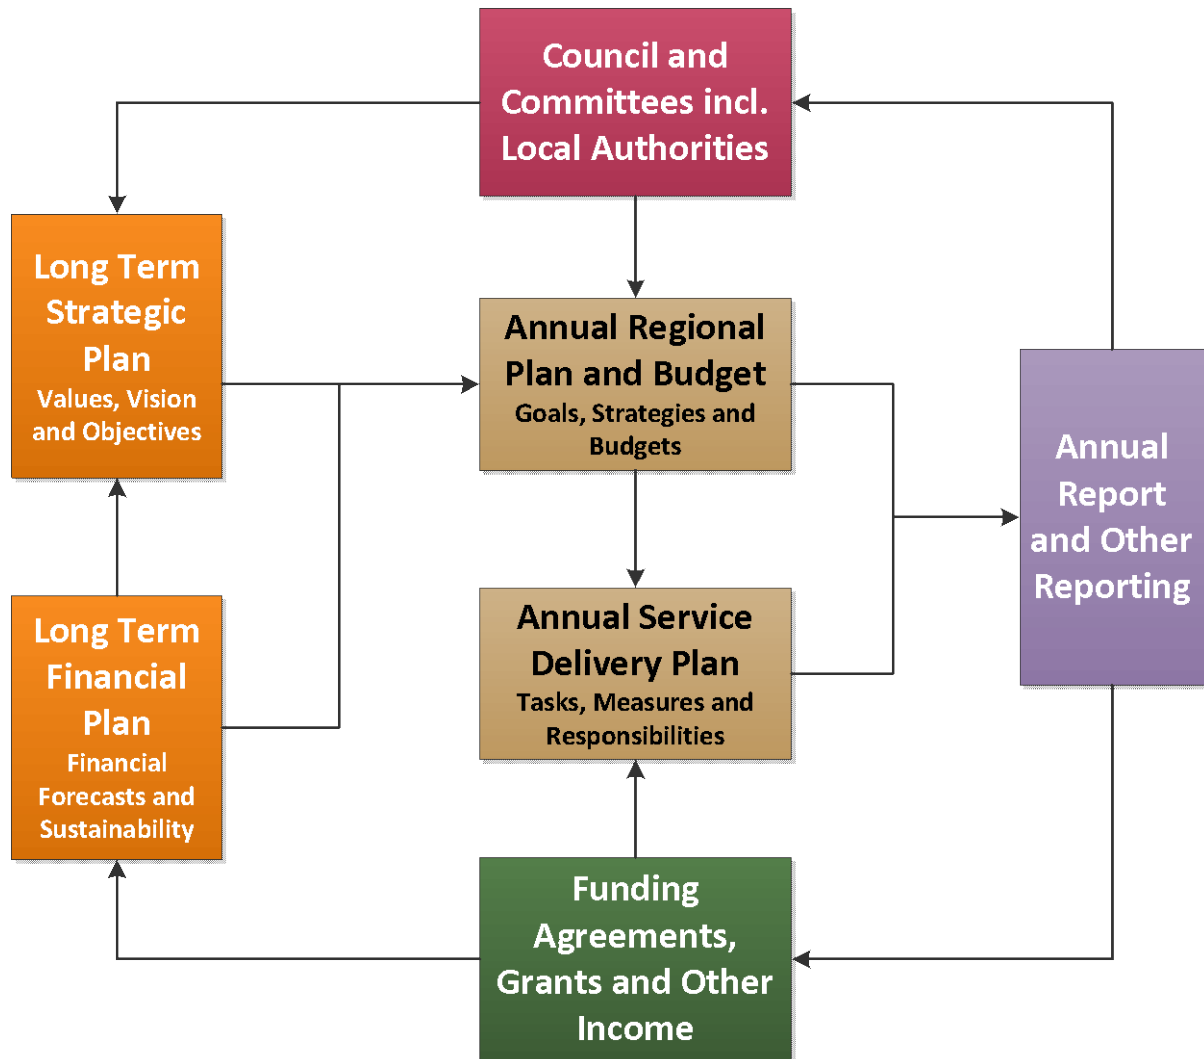 Council and
Committees incl.
Local Authorities
Long Term
Strategic
Plan
Values, Vision
and Objectives
Annual Regional
Plan and Budget
Goals, Strategies and
Budgets
Annual
Report
and Other
Reporting
Long Term
Financial
Plan
Financial
Forecasts and
Sustainability
Annual Service
Delivery Plan
Tasks, Measures and
Responsibilities
Funding
Agreements,
Grants and Other
Income